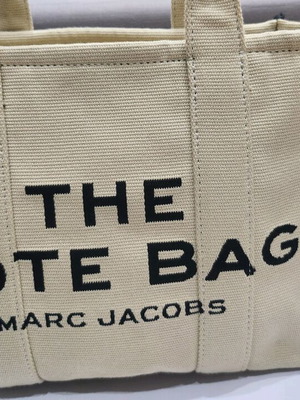 THE
OTE BAG
MARC JACOBS